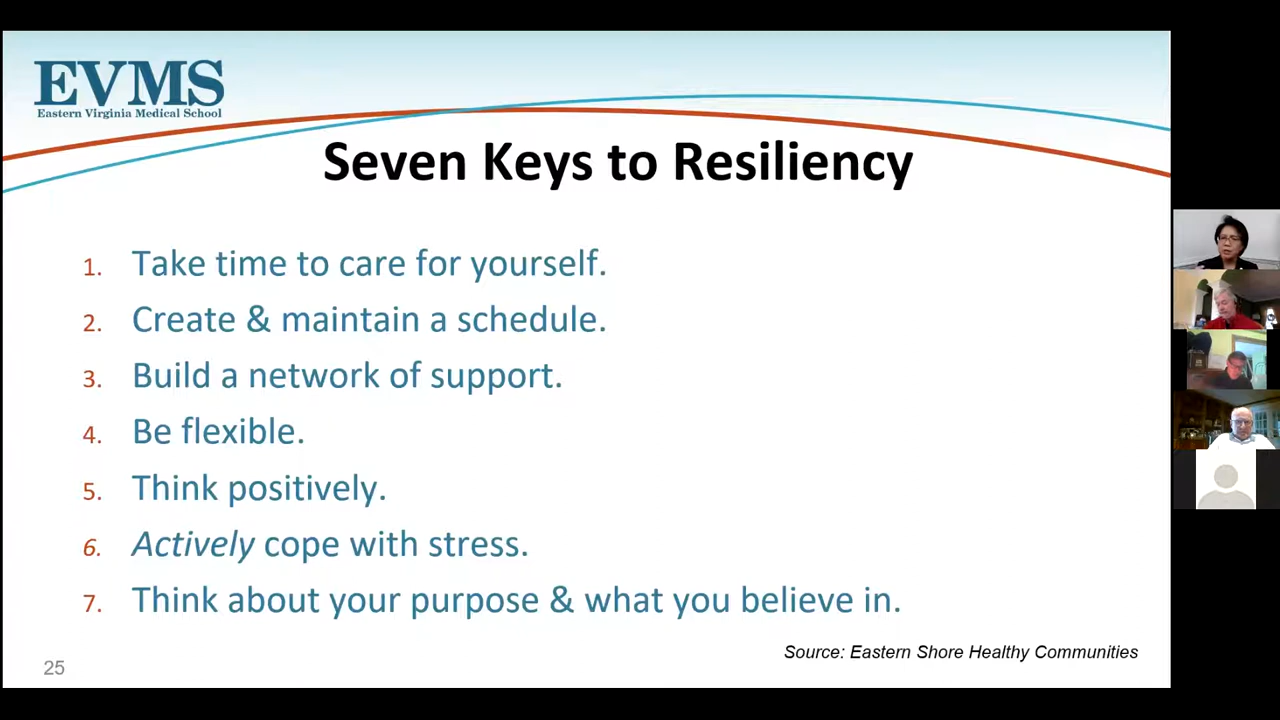 EVMS
Eastern Virginia Medical School
Seven Keys to Resiliency
1. Take time to care for yourself.
2. Create & maintain a schedule.
3. Build a network of support.
4. Be flexible.
5. Think positively.
6. Actively cope with stress.
7. Think about your purpose & what you believe in.
Source: Eastern Shore Healthy Communities
25